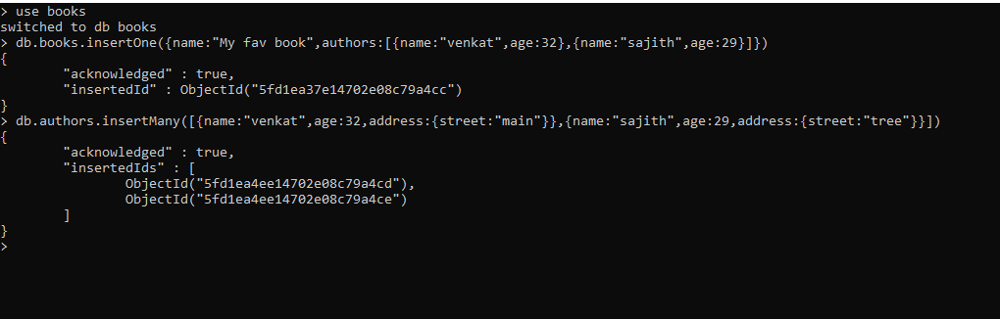 > use books
switched to db books
> db.books.insertOne({name:"My fav book",authors:[{name:"venkat",age:32},{name:"sajith",age:29}]})
{
        "acknowledged" : true,
        "insertedId" : ObjectId("5fd1ea37e14702e08c79a4cc")
}
> db.authors.insertMany([{name:"venkat",age:32,address:{street:"main"}},{name:"sajith",age:29,address:{street:"tree"}}])
{
        "acknowledged" : true,
        "insertedIds" : [
                ObjectId("5fd1ea4ee14702e08c79a4cd"),
                ObjectId("5fd1ea4ee14702e08c79a4ce")
        ]
}
>